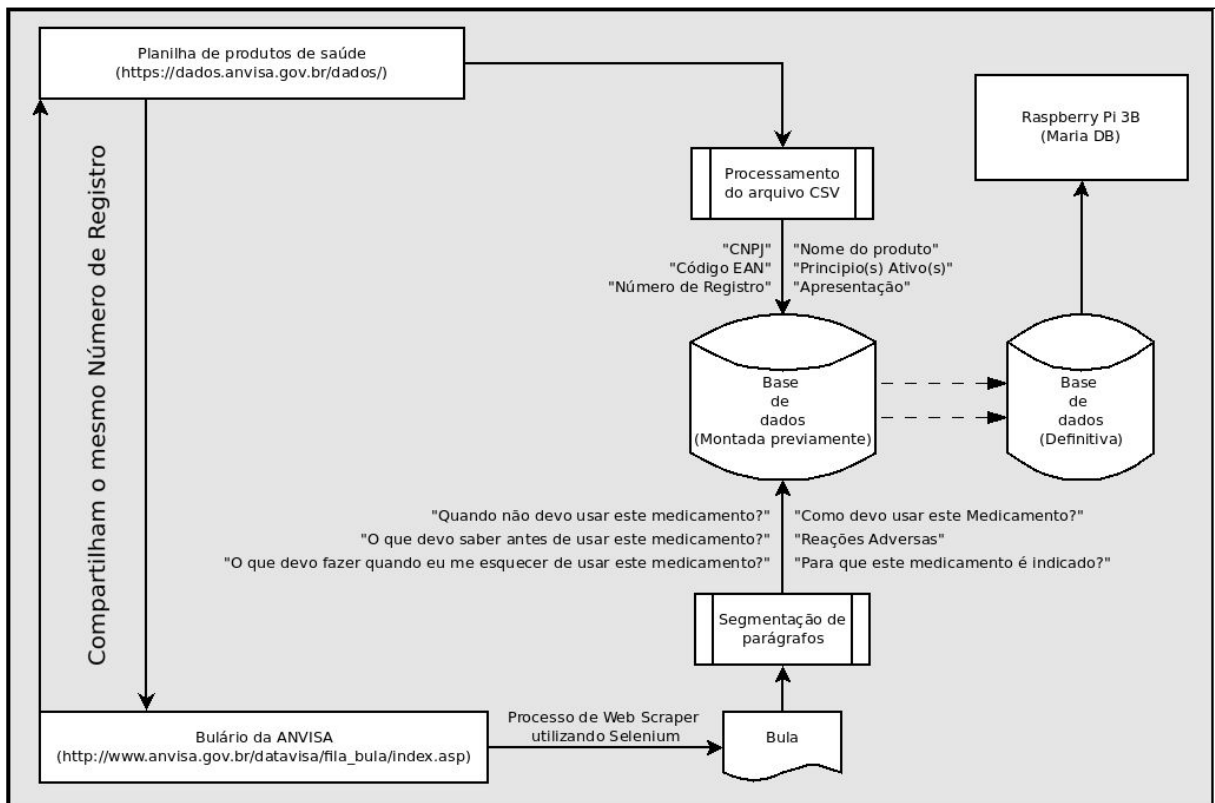 Planilha de produtos de saúde
(https://dados.anvisa.gov.br/dados/)
Raspberry Pi 3B
(Maria DB)
Compartilham o mesmo Número de Registro
Processamento
do arquivo CSV
"CNPJ"
"Código EAN"
"Número de Registro"
"Nome do produto"
"Principio(s) Ativo(s)"
"Apresentação"
Base
de
dados
(Montada previamente)
Base
de
dados
(Definitiva)
"Quando não devo usar este medicamento?"
"O que devo saber antes de usar este medicamento?"
"O que devo fazer quando eu me esquecer de usar este medicamento?"
"Como devo usar este Medicamento?"
"Reações Adversas"
"Para que este medicamento é indicado?"
Segmentação de
parágrafos
Bulário da ANVISA
(http://www.anvisa.gov.br/datavisa/fila_bula/index.asp)
Processo de Web Scraper
utilizando Selenium
Bula